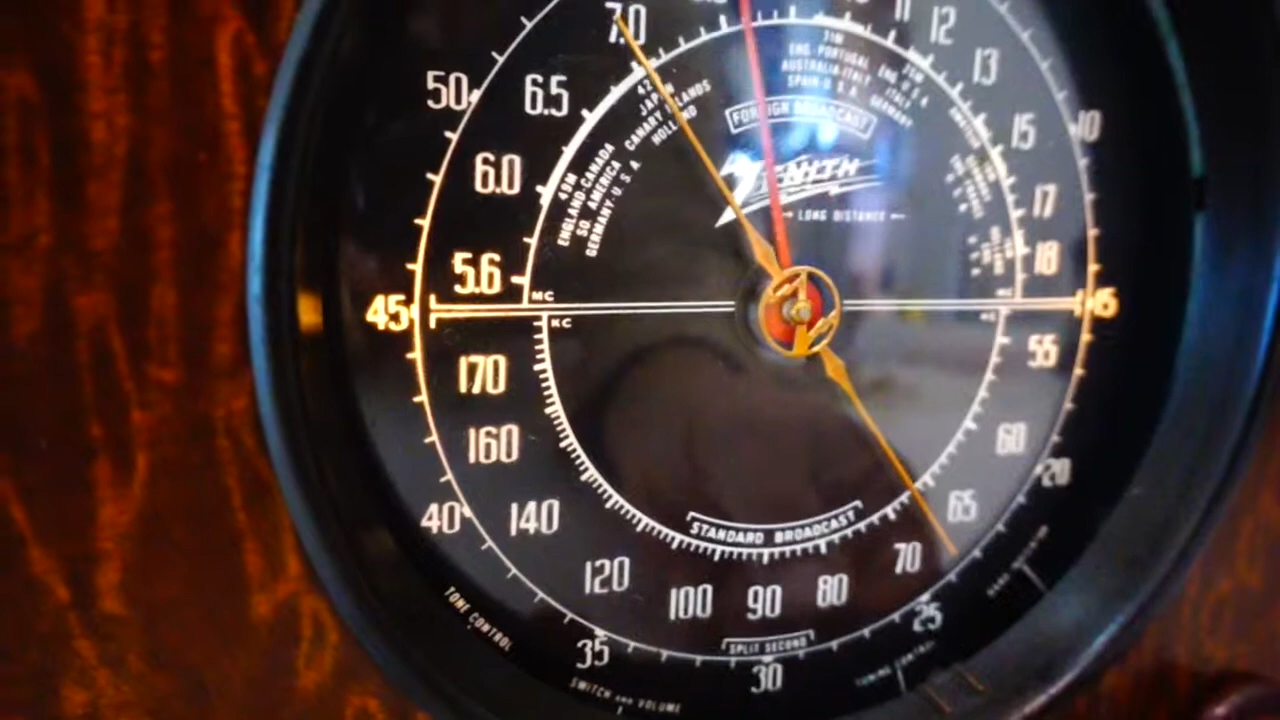 7.0
11
12
13
15
17
18
10
15
50
6.5
6.0
5.6
45
JAPAN
CANARY ISLANDS
HOLLAND
49M
ENGLAND-CANADA
SO. AMERICA
GERMANY-U.S.A.
31M
ENG. PORTUGAL
AUSTRALIA-ITALY
SPAIN-U.S.A.
25M
ENG. U.S.A
ITALY
GERMANY
FOREIGN BROADCAST
ZENITH
LONG DISTANCE
MC
KC
170
160
140
120
100
90
80
70
65
60
55
STANDARD BROADCAST
40
35
30
25
20
SPLIT SECOND
TONE CONTROL
SWITCH AND VOLUME
TUNING CONTROL